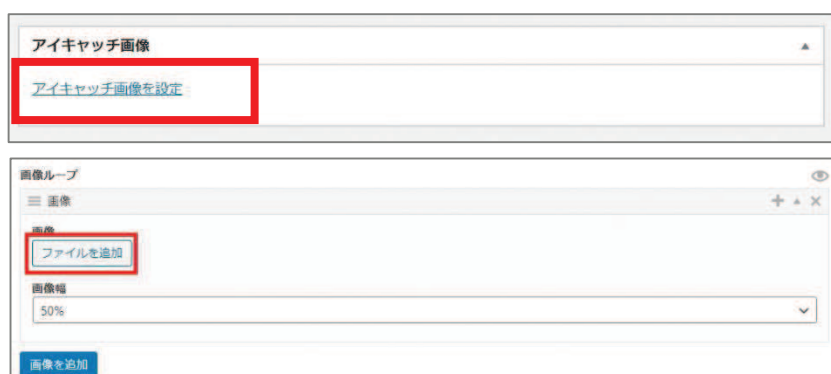 アイキャッチ画像
アイキャッチ画像を設定
画像ループ
画像
画像
ファイルを追加
画像幅
50%
画像を追加